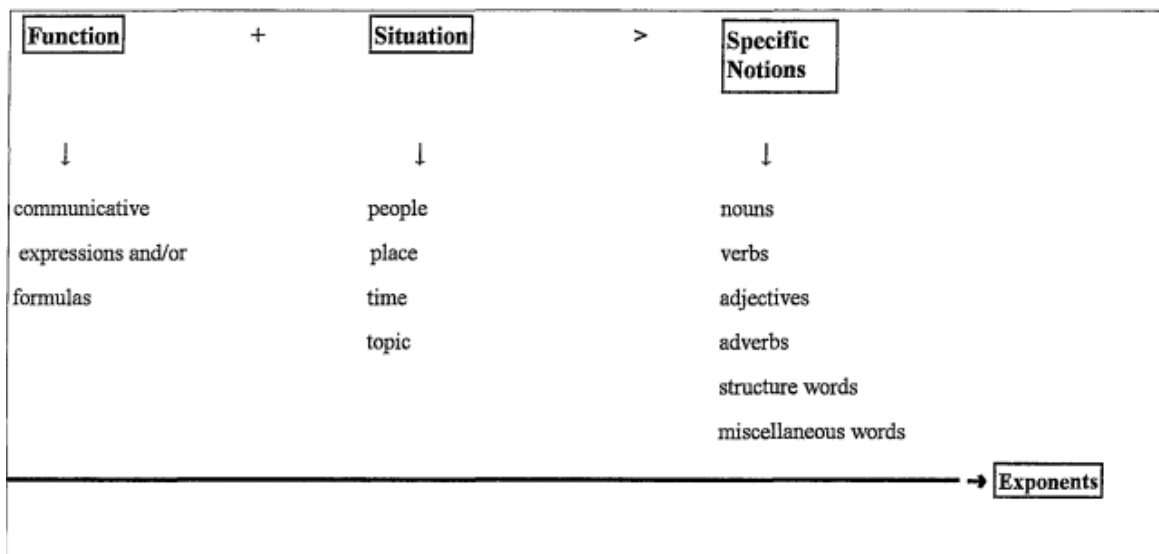 Function + Situation > Specific Notions
↓ ↓ ↓
communicative people nouns
expressions and/or place verbs
formulas time adjectives
topic adverbs
structure words
miscellaneous words
→ Exponents